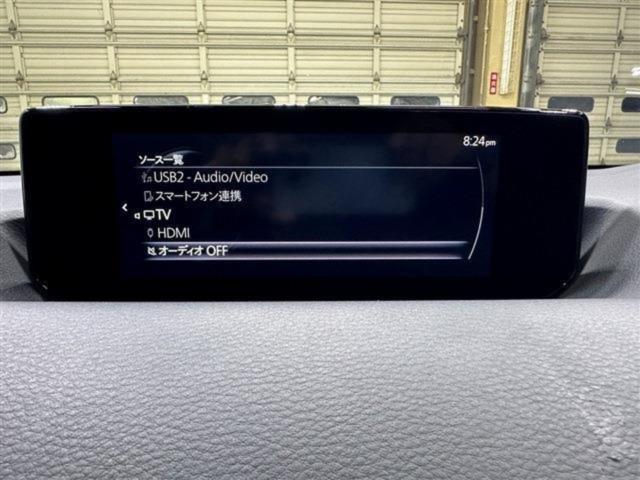 8:24pm
ソース一覧
USB2 - Audio/Video
スマートフォン連携
TV
HDMI
オーディオ OFF